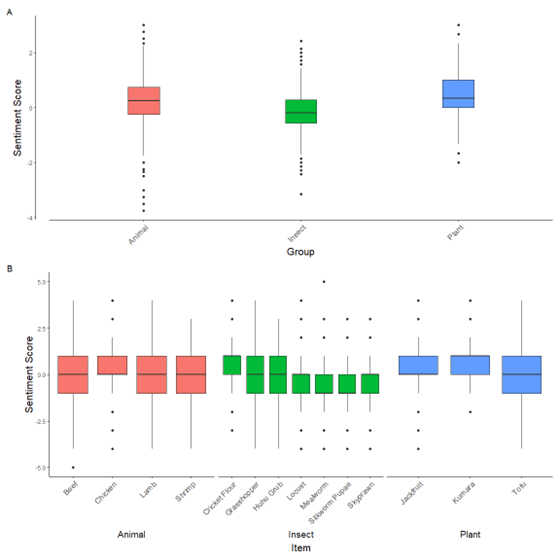 A
Sentiment Score
2
0
-2
-4
Animal
Insect
Plant
Group
B
Sentiment Score
5.0
2.5
0.0
-2.5
-5.0
Beef
Chicken
Lamb
Shrimp
Cricket Flour
Grasshopper
Huhu Grub
Locust
Mealworm
Silkworm Pupae
Skyprawn
Jackfruit
Kumara
Tofu
Animal
Insect
Plant
Item